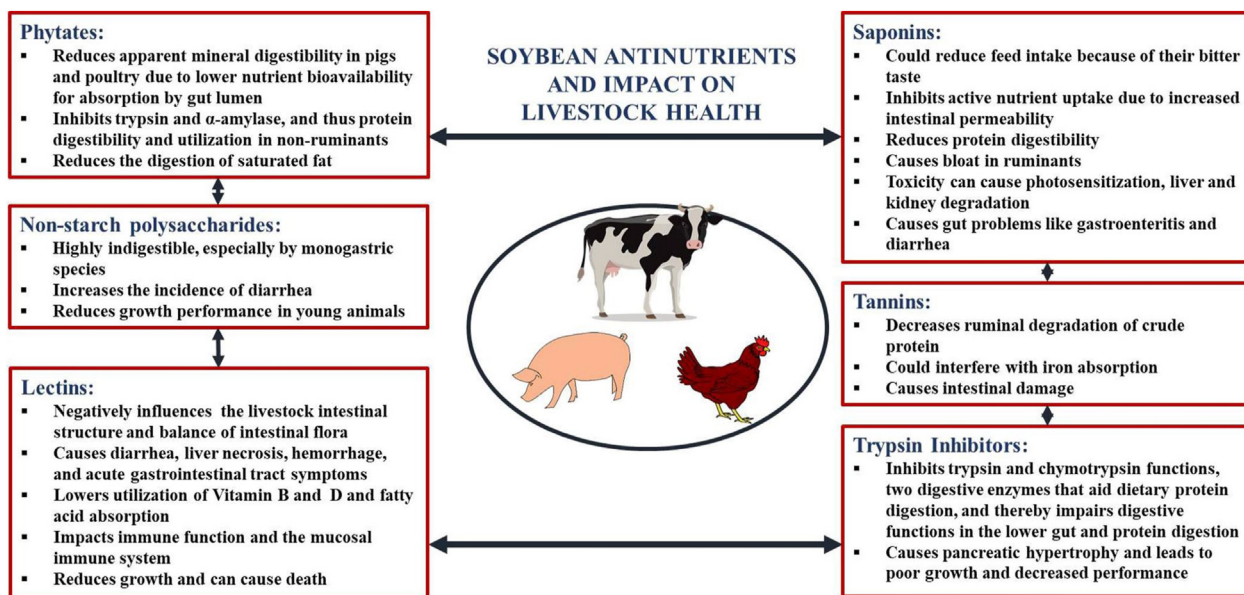 Phytates:
▪ Reduces apparent mineral digestibility in pigs
and poultry due to lower nutrient bioavailability
for absorption by gut lumen
▪ Inhibits trypsin and α-amylase, and thus protein
digestibility and utilization in non-ruminants
▪ Reduces the digestion of saturated fat
Non-starch polysaccharides:
▪ Highly indigestible, especially by monogastric
species
▪ Increases the incidence of diarrhea
▪ Reduces growth performance in young animals
Lectins:
▪ Negatively influences the livestock intestinal
structure and balance of intestinal flora
▪ Causes diarrhea, liver necrosis, hemorrhage,
and acute gastrointestinal tract symptoms
▪ Lowers utilization of Vitamin B and D and fatty
acid absorption
▪ Impacts immune function and the mucosal
immune system
▪ Reduces growth and can cause death
SOYBEAN ANTINUTRIENTS
AND IMPACT ON
LIVESTOCK HEALTH
Saponins:
▪ Could reduce feed intake because of their bitter
taste
▪ Inhibits active nutrient uptake due to increased
intestinal permeability
▪ Reduces protein digestibility
▪ Causes bloat in ruminants
▪ Toxicity can cause photosensitization, liver and
kidney degradation
▪ Causes gut problems like gastroenteritis and
diarrhea
Tannins:
▪ Decreases ruminal degradation of crude
protein
▪ Could interfere with iron absorption
▪ Causes intestinal damage
Trypsin Inhibitors:
▪ Inhibits trypsin and chymotrypsin functions,
two digestive enzymes that aid dietary protein
digestion, and thereby impairs digestive
functions in the lower gut and protein digestion
▪ Causes pancreatic hypertrophy and leads to
poor growth and decreased performance